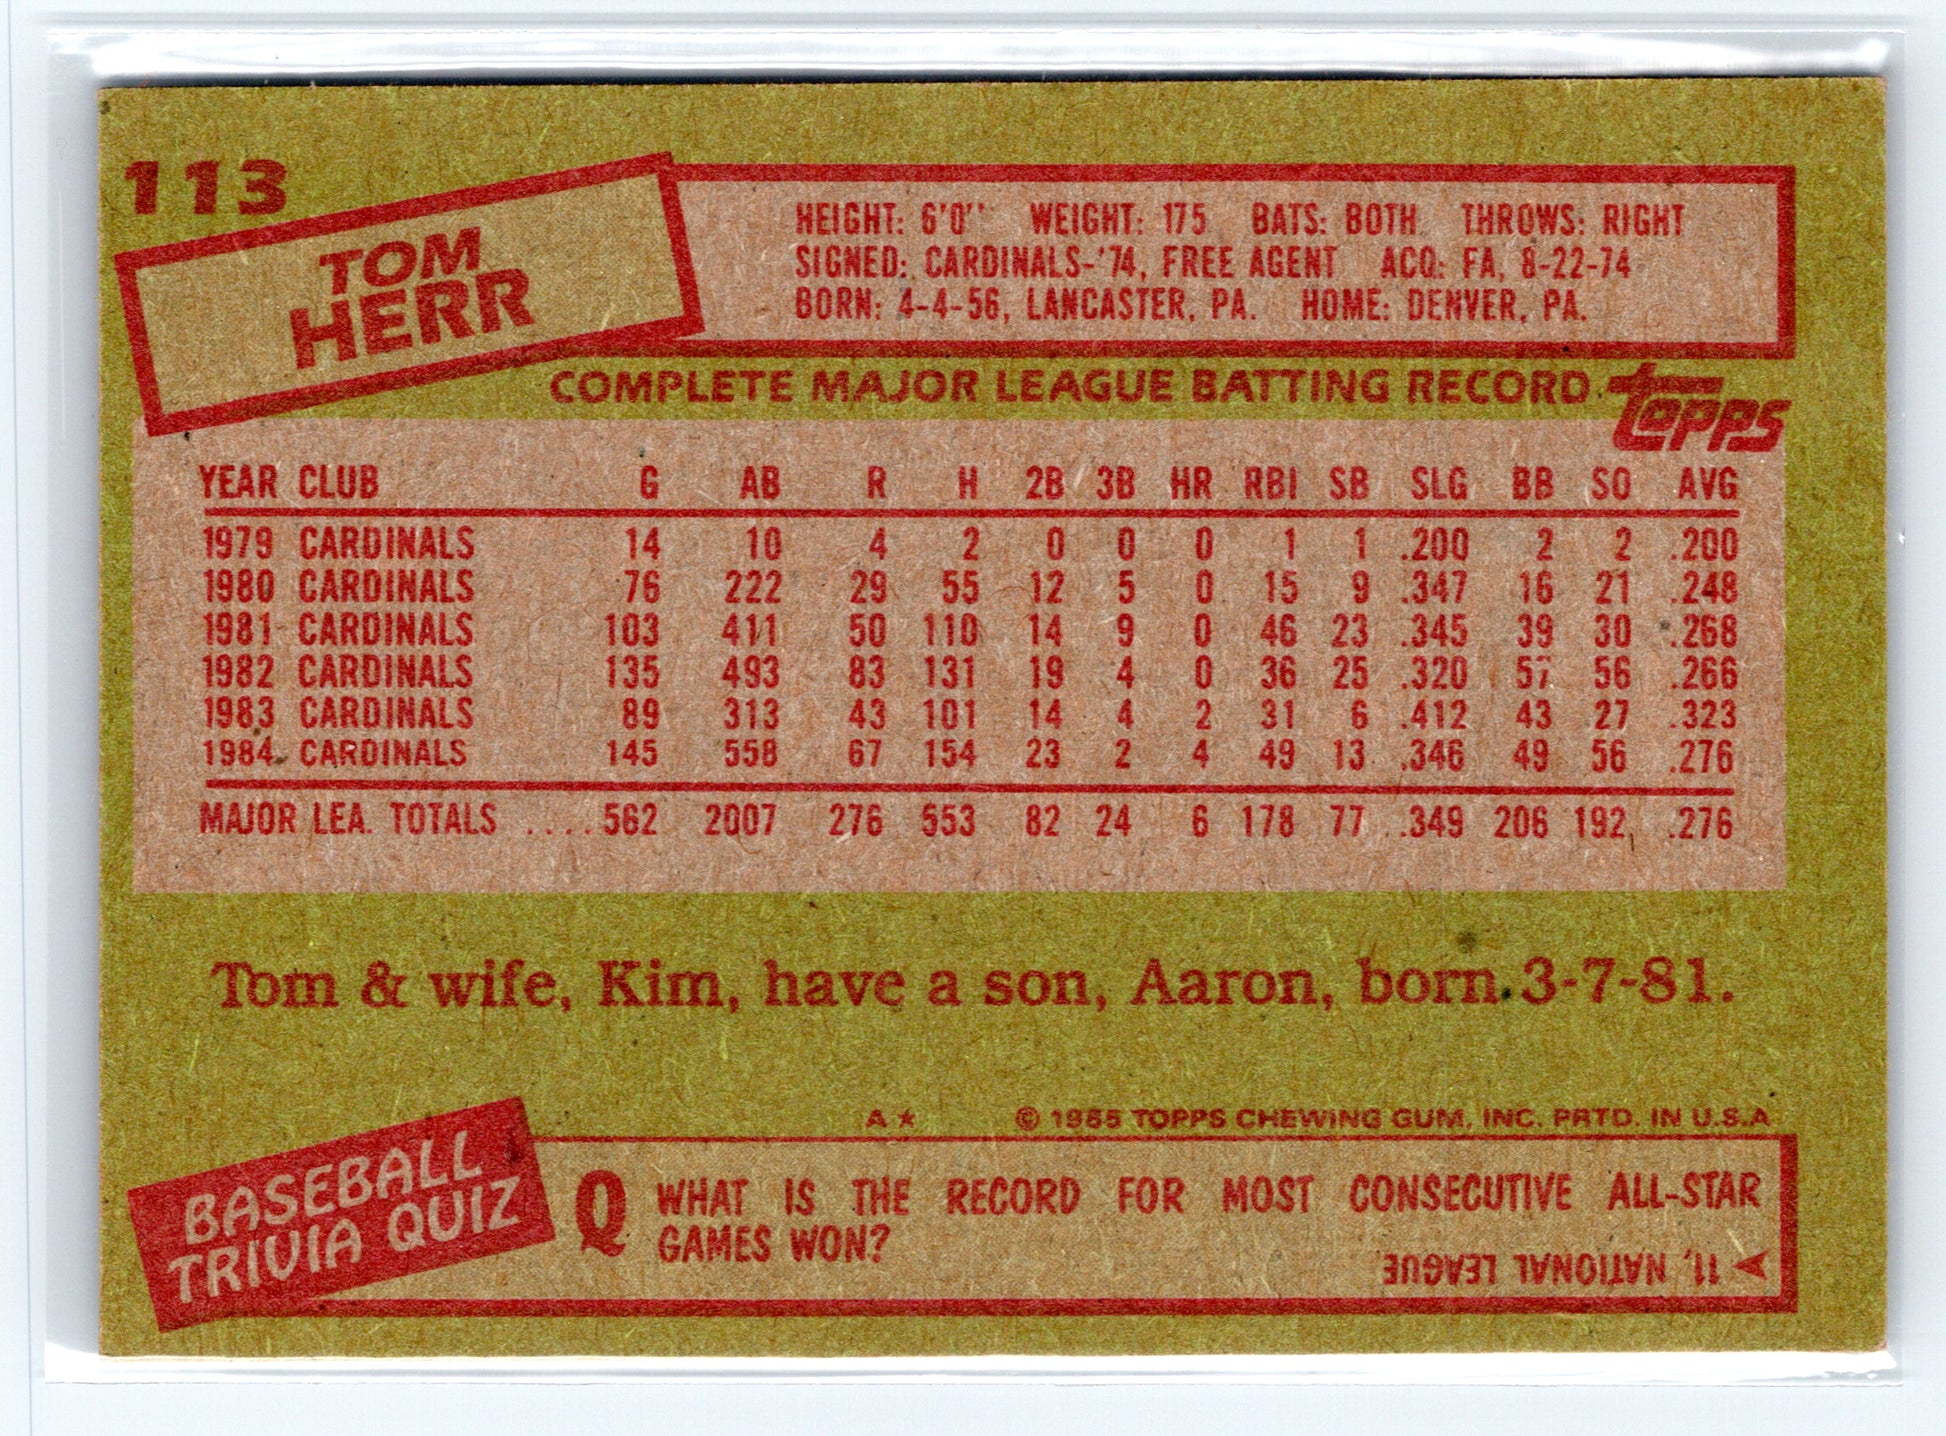 113
TOM
HERR
HEIGHT: 6'0" WEIGHT: 175 BATS: BOTH THROWS: RIGHT
SIGNED: CARDINALS-'74, FREE AGENT ACQ: FA, 8-22-74
BORN: 4-4-56, LANCASTER, PA. HOME: DENVER, PA.
COMPLETE MAJOR LEAGUE BATTING RECORD
topps
YEAR CLUB G AB R H 2B 3B HR RBI SB SLG BB SO AVG
1979 CARDINALS 14 10 4 2 0 0 0 1 1 .200 2 2 .200
1980 CARDINALS 76 222 29 55 12 5 0 15 9 .347 16 21 .248
1981 CARDINALS 103 411 50 110 14 9 0 46 23 .345 39 30 .268
1982 CARDINALS 135 493 83 131 19 4 0 36 25 .320 57 56 .266
1983 CARDINALS 89 313 43 101 14 4 2 31 6 .412 43 27 .323
1984 CARDINALS 145 558 67 154 23 2 4 49 13 .346 49 56 .276
MAJOR LEA. TOTALS ....562 2007 276 553 82 24 6 178 77 .349 206 192 .276
Tom & wife, Kim, have a son, Aaron, born 3-7-81.
A★ © 1985 TOPPS CHEWING GUM, INC. PRTD. IN U.S.A
BASEBALL
TRIVIA QUIZ
Q WHAT IS THE RECORD FOR MOST CONSECUTIVE ALL-STAR
GAMES WON?
11, NATIONAL LEAGUE